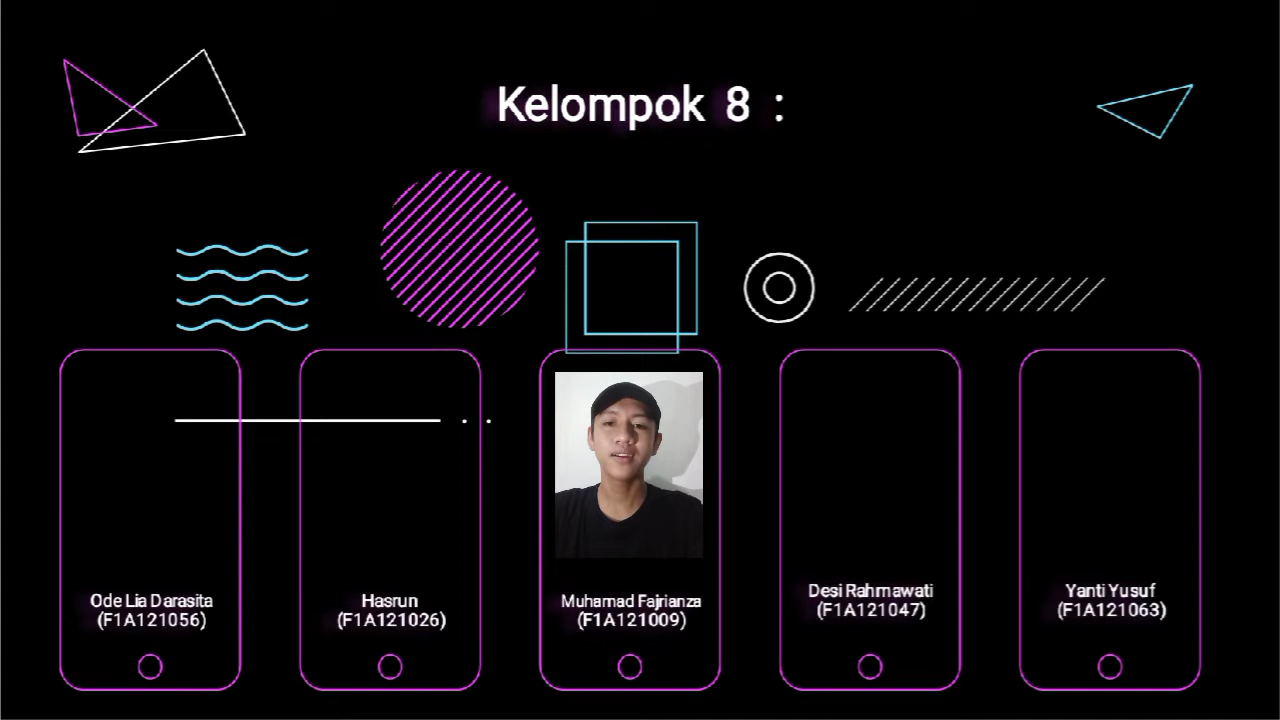 Kelompok 8 :
Ode Lia Darasita
(F1A121056)
Hasrun
(F1A121026)
Muhamad Fajrianza
(F1A121009)
Desi Rahmawati
(F1A121047)
Yanti Yusuf
(F1A121063)